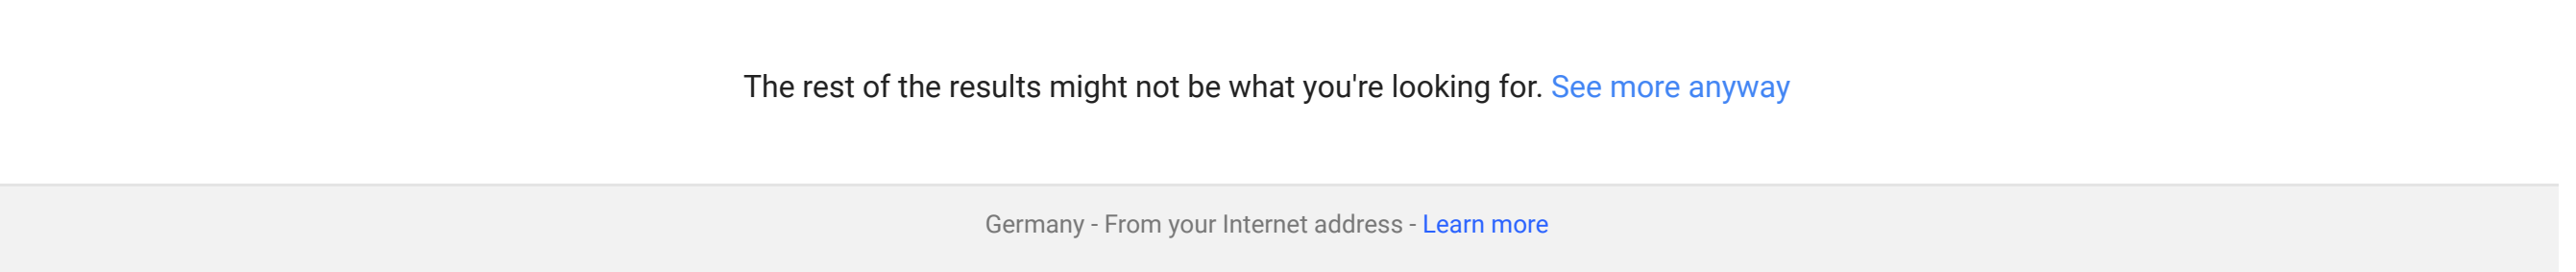 The rest of the results might not be what you're looking for. See more anyway
Germany - From your Internet address - Learn more